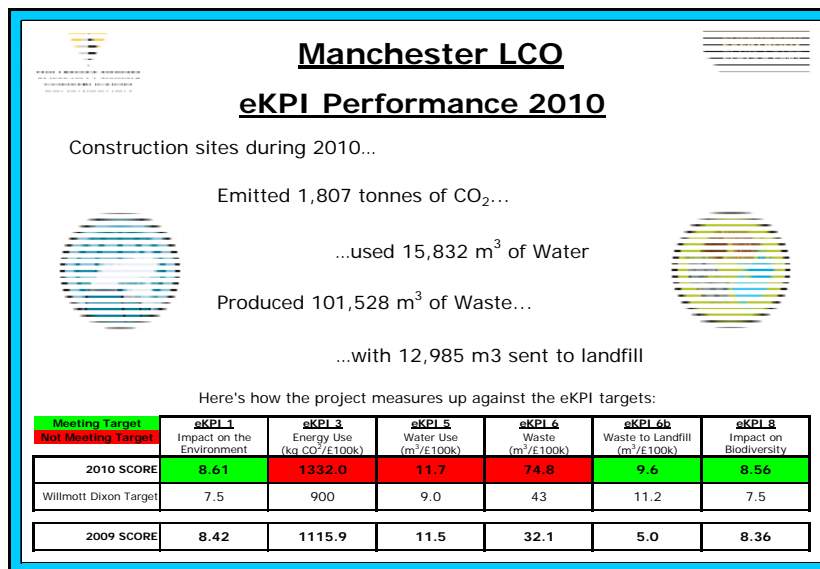 Manchester LCO
eKPI Performance 2010
Construction sites during 2010...
Emitted 1,807 tonnes of CO₂...
...used 15,832 m³ of Water
Produced 101,528 m³ of Waste...
...with 12,985 m3 sent to landfill
Here's how the project measures up against the eKPI targets:
Meeting Target eKPI 1 eKPI 3 eKPI 5 eKPI 6 eKPI 6b eKPI 8
Not Meeting Target Impact on the Energy Use Water Use Waste Waste to Landfill Impact on
Environment (kg CO²/£100k) (m³/£100k) (m³/£100k) (m³/£100k) Biodiversity
2010 SCORE 8.61 1332.0 11.7 74.8 9.6 8.56
Willmott Dixon Target 7.5 900 9.0 43 11.2 7.5
2009 SCORE 8.42 1115.9 11.5 32.1 5.0 8.36